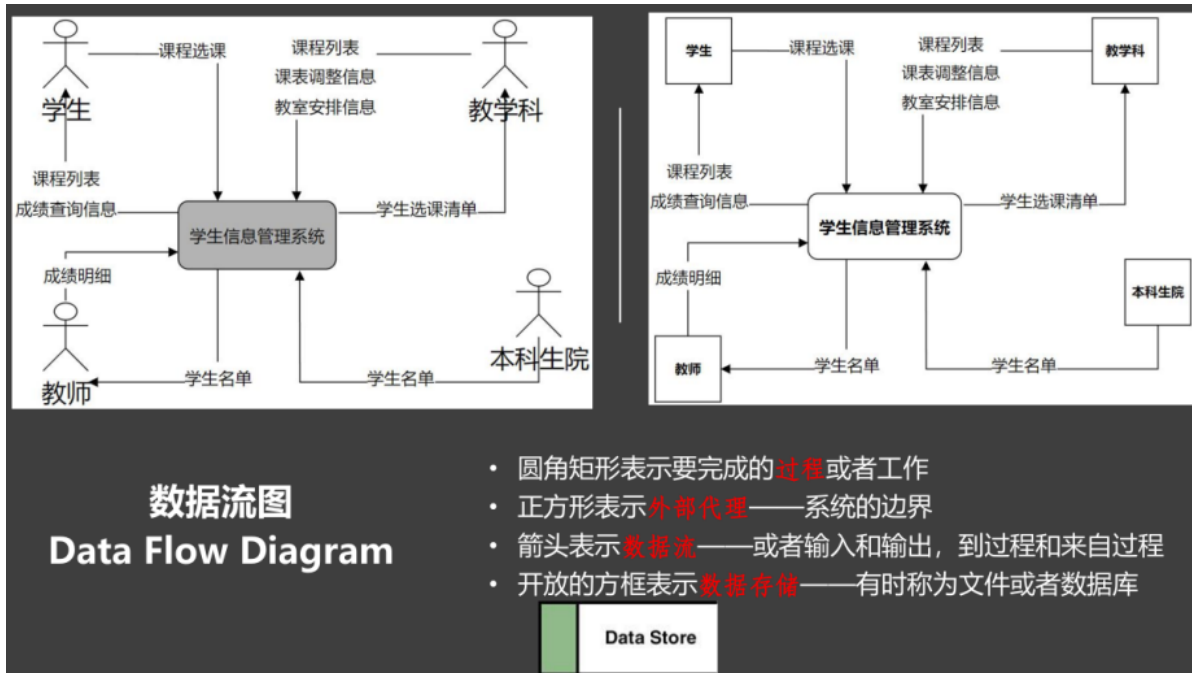 课程选课
课程列表
课表调整信息
教室安排信息
学生
教学科
课程列表
成绩查询信息
学生选课清单
学生信息管理系统
成绩明细
本科生院
教师
学生名单
学生名单
学生
课程选课
课程列表
课表调整信息
教室安排信息
教学科
课程列表
成绩查询信息
学生选课清单
学生信息管理系统
成绩明细
本科生院
教师
学生名单
学生名单
数据流图
Data Flow Diagram
• 圆角矩形表示要完成的过程或者工作
• 正方形表示外部代理——系统的边界
• 箭头表示数据流——或者输入和输出，到过程和来自过程
• 开放的方框表示数据存储——有时称为文件或者数据库
Data Store